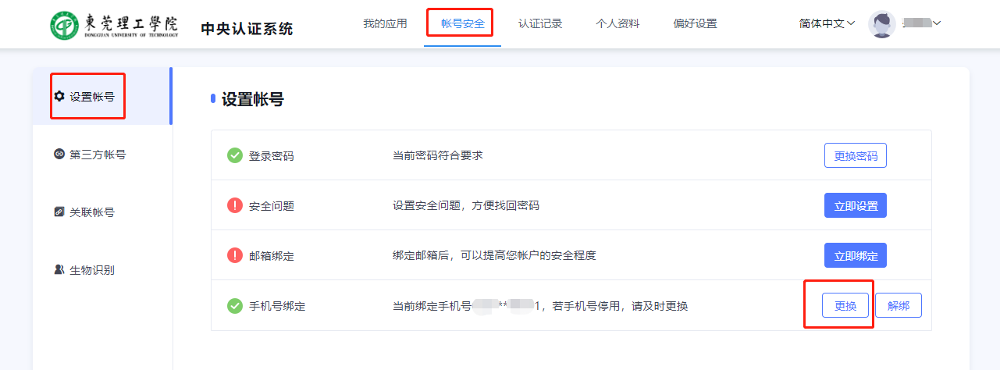 東莞理工學院
DONGGUAN UNIVERSITY OF TECHNOLOGY
中央认证系统
我的应用 帐号安全 认证记录 个人资料 偏好设置
简体中文
设置帐号
第三方帐号
关联帐号
生物识别
设置帐号
登录密码 当前密码符合要求 更换密码
安全问题 设置安全问题，方便找回密码 立即设置
邮箱绑定 绑定邮箱后，可以提高您帐户的安全程度 立即绑定
手机号绑定 当前绑定手机号**1，若手机号停用，请及时更换 更换 解绑